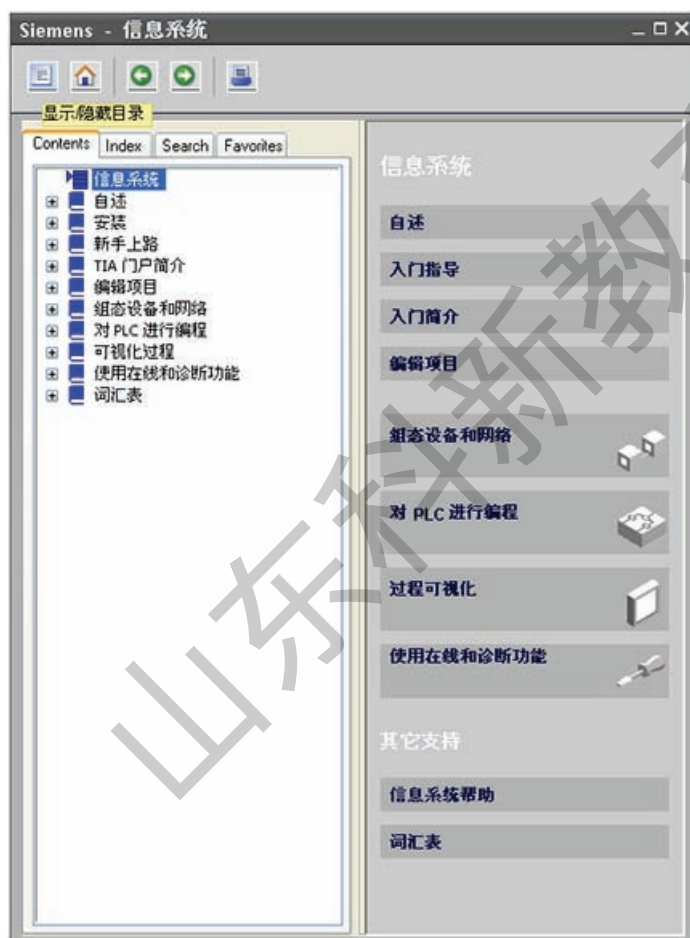 Siemens - 信息系统
显示/隐藏目录
Contents Index Search Favorites
信息系统
自述
安装
新手上路
TIA 门户简介
编辑项目
组态设备和网络
对 PLC 进行编程
可视化过程
使用在线和诊断功能
词汇表
信息系统
自述
入门指导
入门简介
编辑项目
组态设备和网络
对 PLC 进行编程
过程可视化
使用在线和诊断功能
其它支持
信息系统帮助
词汇表
山东科新教